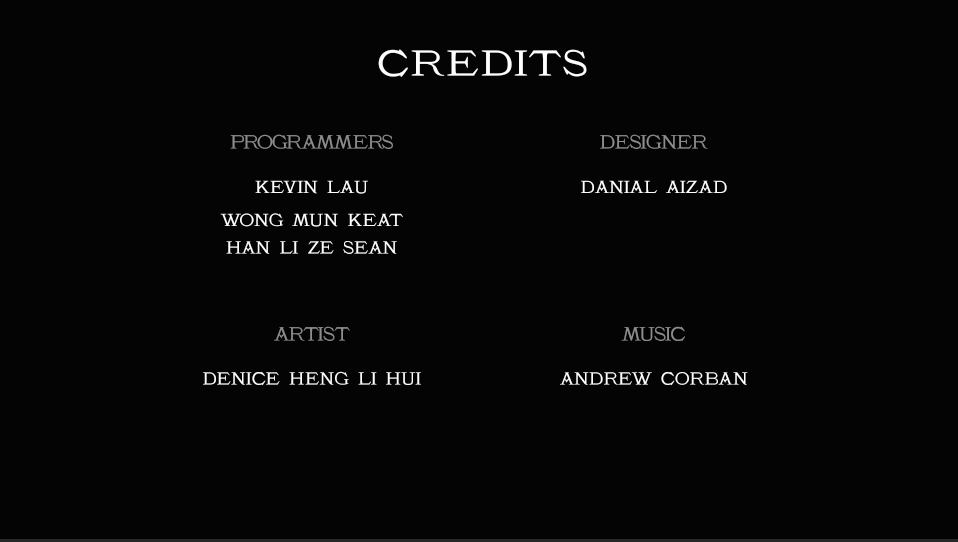 CREDITS
PROGRAMMERS
KEVIN LAU
WONG MUN KEAT
HAN LI ZE SEAN
DESIGNER
DANIAL AIZAD
ARTIST
DENICE HENG LI HUI
MUSIC
ANDREW CORBAN